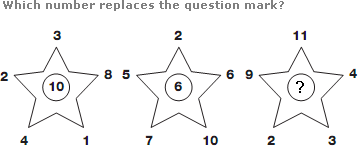 Which number replaces the question mark?
3 2 11
2 8 5 6 9 4
10 6 ?
4 1 7 10 2 3